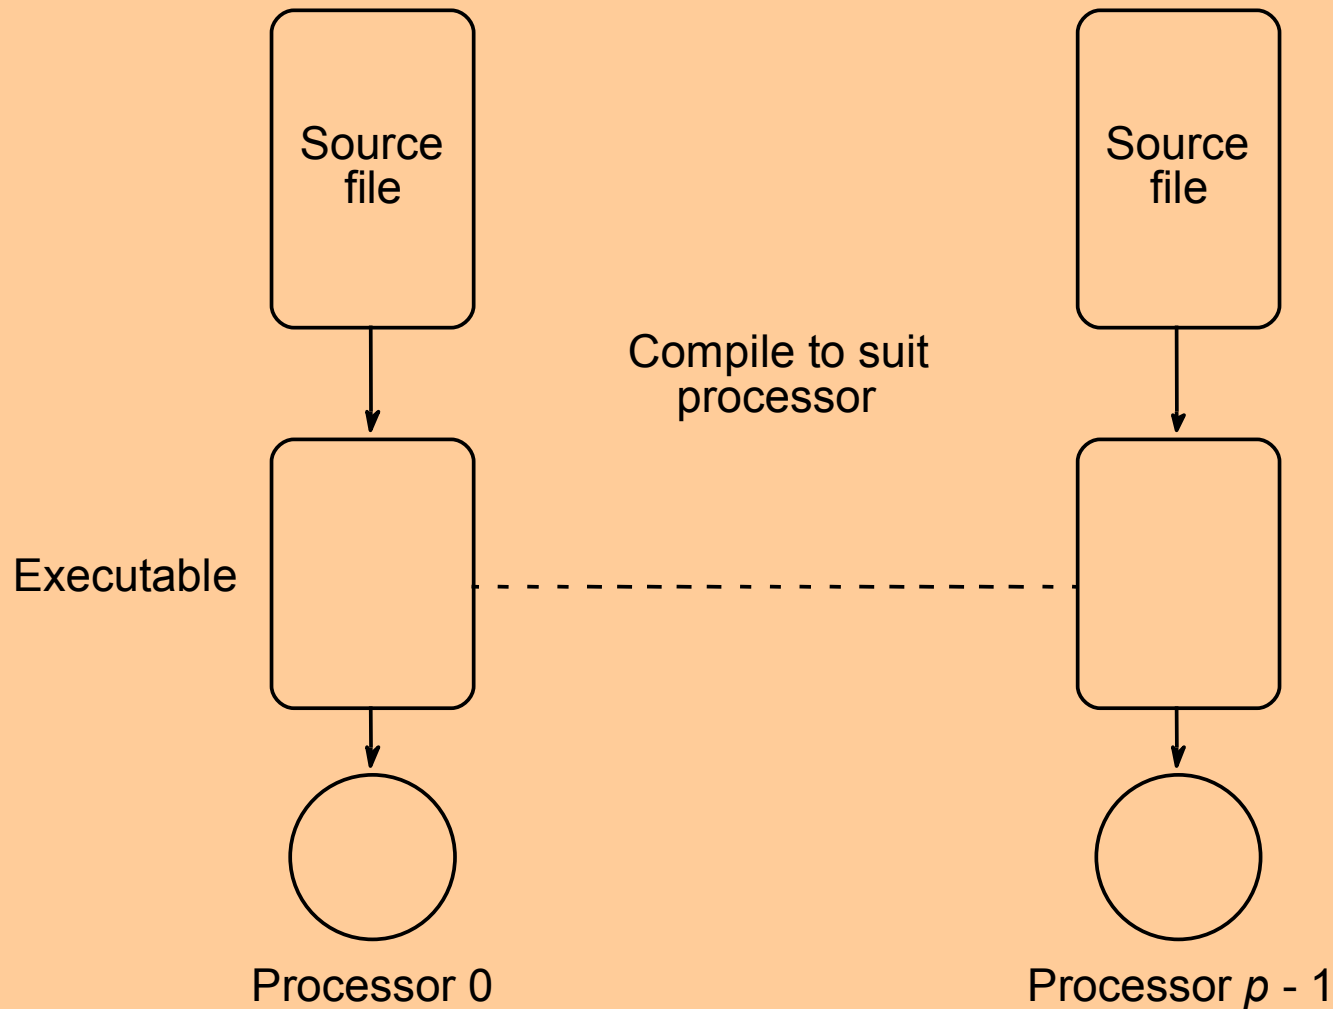 Source
file
Source
file
Compile to suit
processor
Executable
Processor 0
Processor p - 1